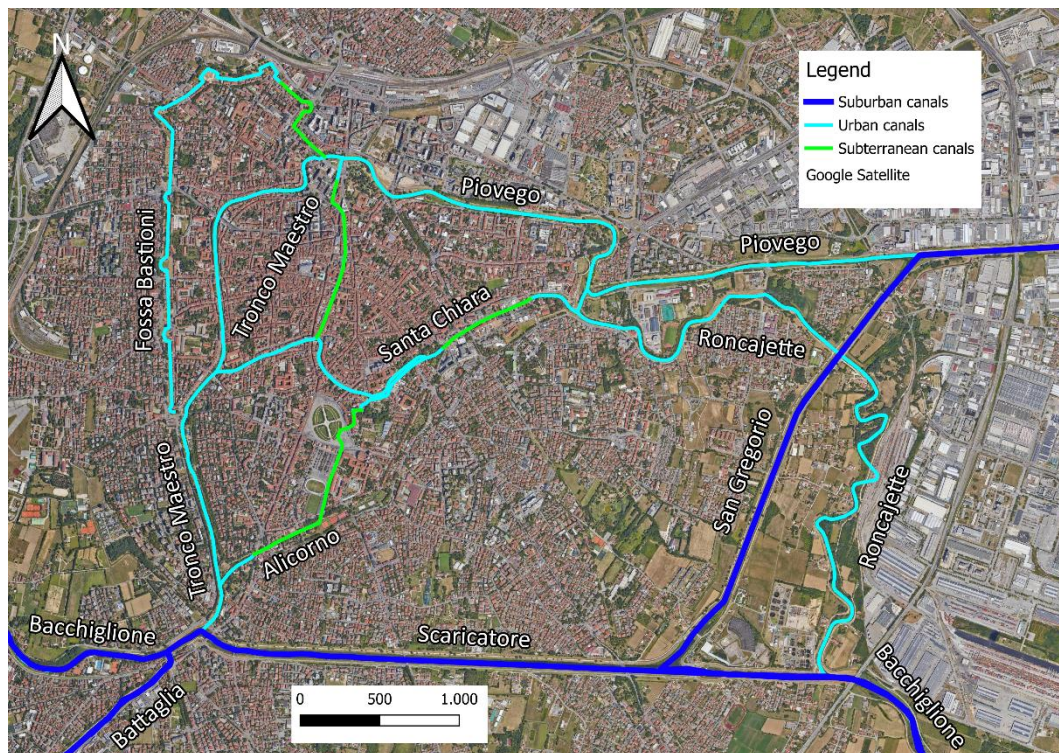 N
Legend
Suburban canals
Urban canals
Subterranean canals
Google Satellite
Piovego
Piovego
Fossa Bastioni
Tronco Maestro
Santa Chiara
Roncajette
San Gregorio
Roncajette
Tronco Maestro
Alicorno
Bacchiglione
Scaricatore
Battaglia
Bacchiglione
0 500 1.000